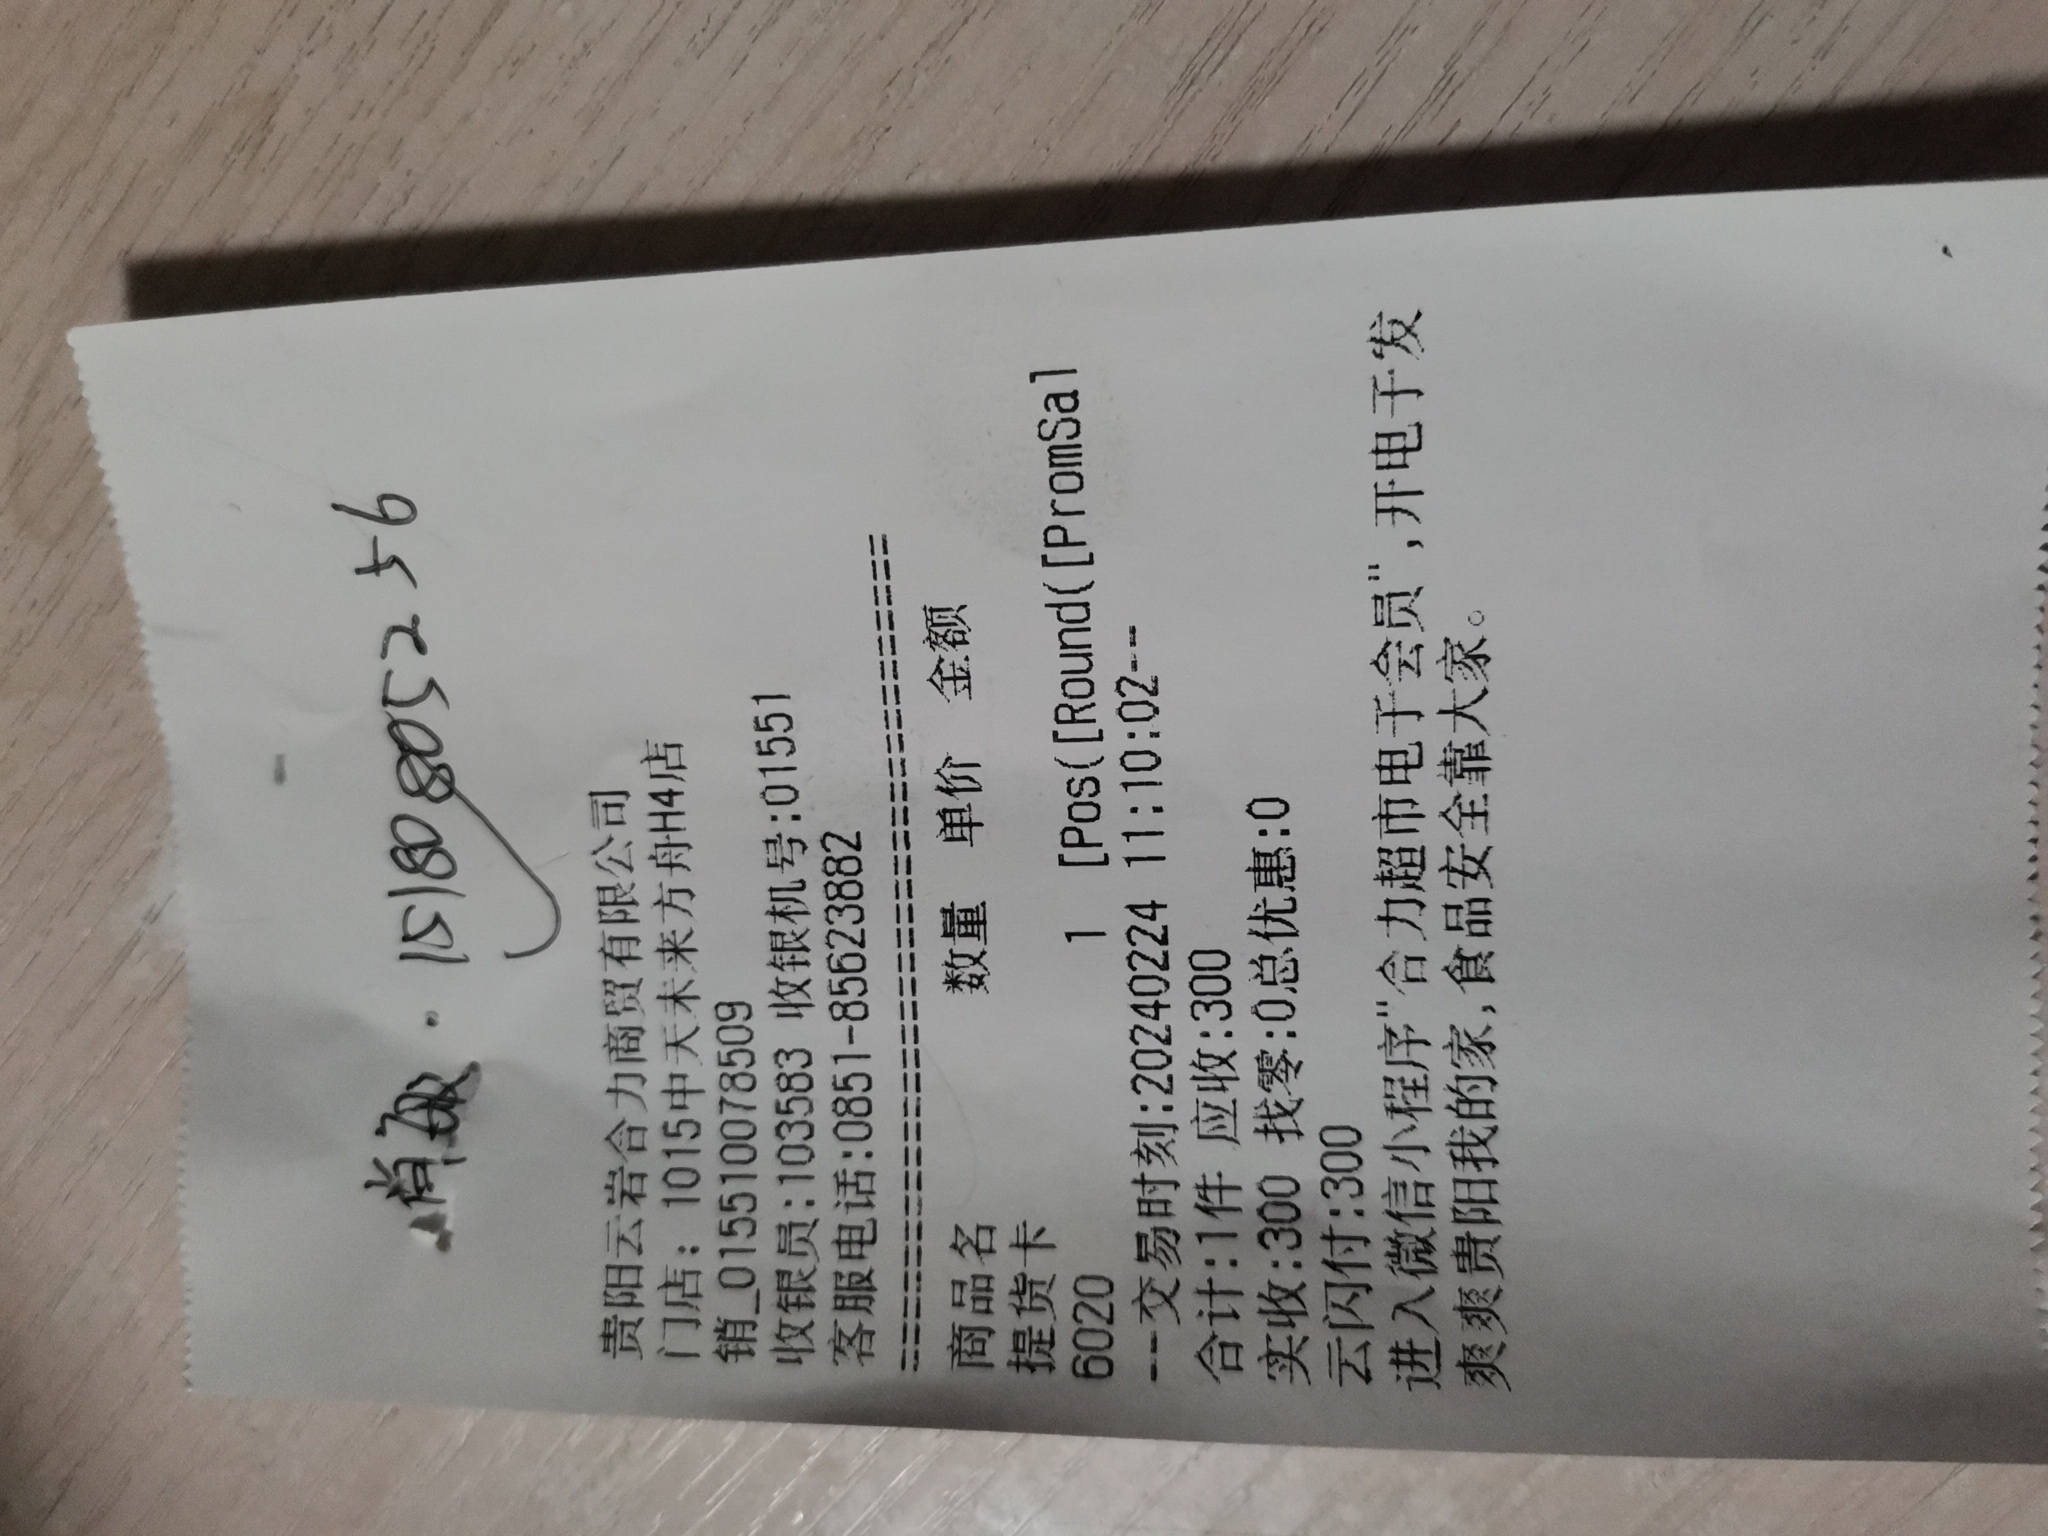 尚敏.15180805256
贵阳云岩合力商贸有限公司
门店：1015中天未来方舟H4店
销_0155100078509
收银员:103583 收银机号:01551
客服电话:0851-85623882
==========================================
商品名 数量 单价 金额
提货卡
6020 1 [Pos([Round([PromSal
---交易时刻:20240224 11:10:02--
合计:1件 应收:300
实收:300 找零:0总优惠:0
云闪付:300
进入微信小程序"合力超市电子会员",开电子发
爽爽贵阳我的家,食品安全靠大家。